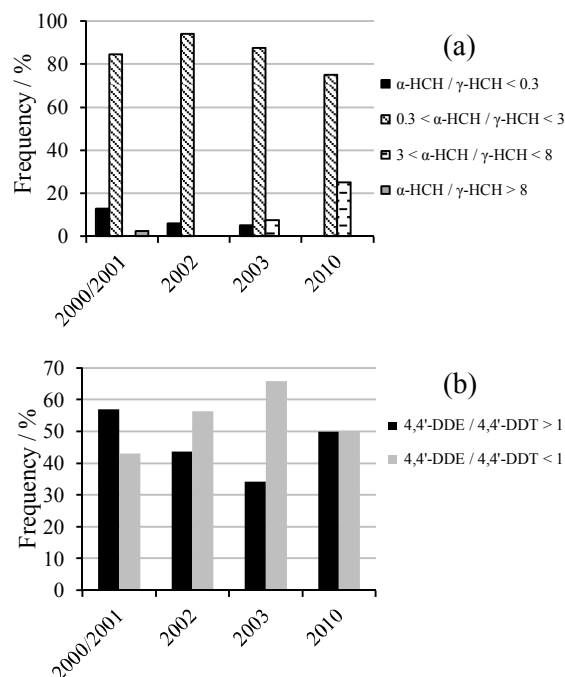 (a)
Frequency / %
100
80
60
40
20
0
2000/2001
2002
2003
2010
α-HCH / γ-HCH < 0.3
0.3 < α-HCH / γ-HCH < 3
3 < α-HCH / γ-HCH < 8
α-HCH / γ-HCH > 8
(b)
Frequency / %
70
60
50
40
30
20
10
0
2000/2001
2002
2003
2010
4,4'-DDE / 4,4'-DDT > 1
4,4'-DDE / 4,4'-DDT < 1